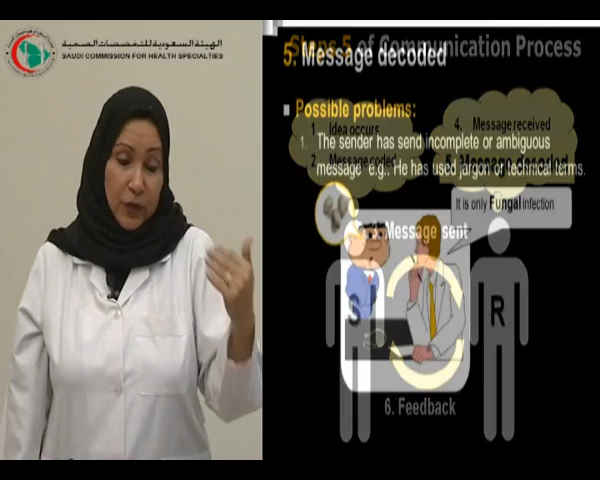 الهيئة السعودية للتخصصات الصحية
SAUDI COMMISSION FOR HEALTH SPECIALTIES
Steps 5 of Communication Process
5. Message decoded
Possible problems:
1. Idea occurs
4. Message received
1. The sender has send incomplete or ambiguous
message e.g.: He has used jargon or technical terms.
2 Message coded
5. Message decoded
It is only Fungal infection
Message sent
S
R
6. Feedback